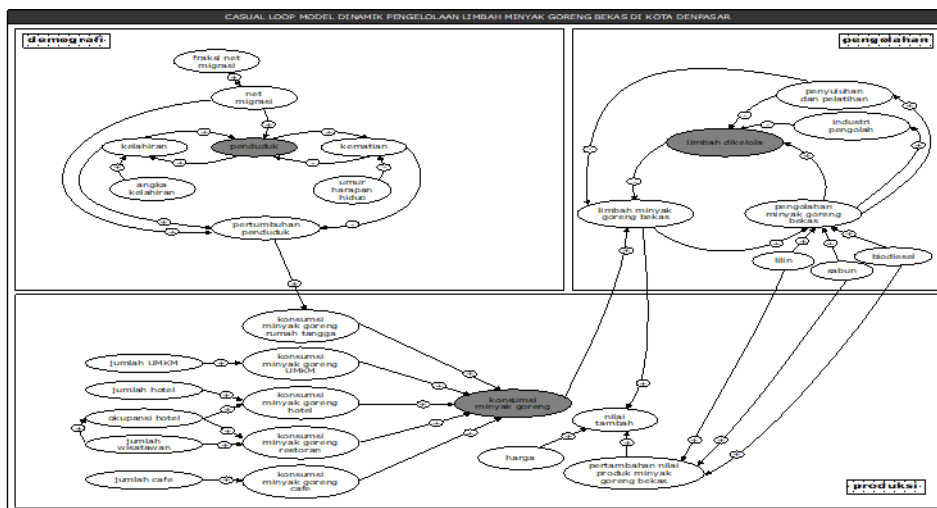 CASUAL LOOP MODEL DINAMIK PENGELOLAAN LIMBAH MINYAK GORENG BEKAS DI KOTA DENPASAR
demografi
fraksi net
migrasi
net
migrasi
kelahiran
penduduk
kematian
angka
kelahiran
umur
harapan
hidup
pertumbuhan
penduduk
pengolahan
penyuluhan
dan pelatihan
industri
pengolah
limbah dikelola
limbah minyak
goreng bekas
pengolahan
minyak goreng
bekas
lilin
sabun
biodiesel
konsumsi
minyak goreng
rumah tangga
jumlah UMKM
konsumsi
minyak goreng
UMKM
jumlah hotel
konsumsi
minyak goreng
hotel
okupansi hotel
jumlah
wisatawan
konsumsi
minyak goreng
restoran
jumlah cafe
konsumsi
minyak goreng
cafe
konsumsi
minyak goreng
nilai
tambah
harga
pertambahan nilai
produk minyak
goreng bekas
produksi